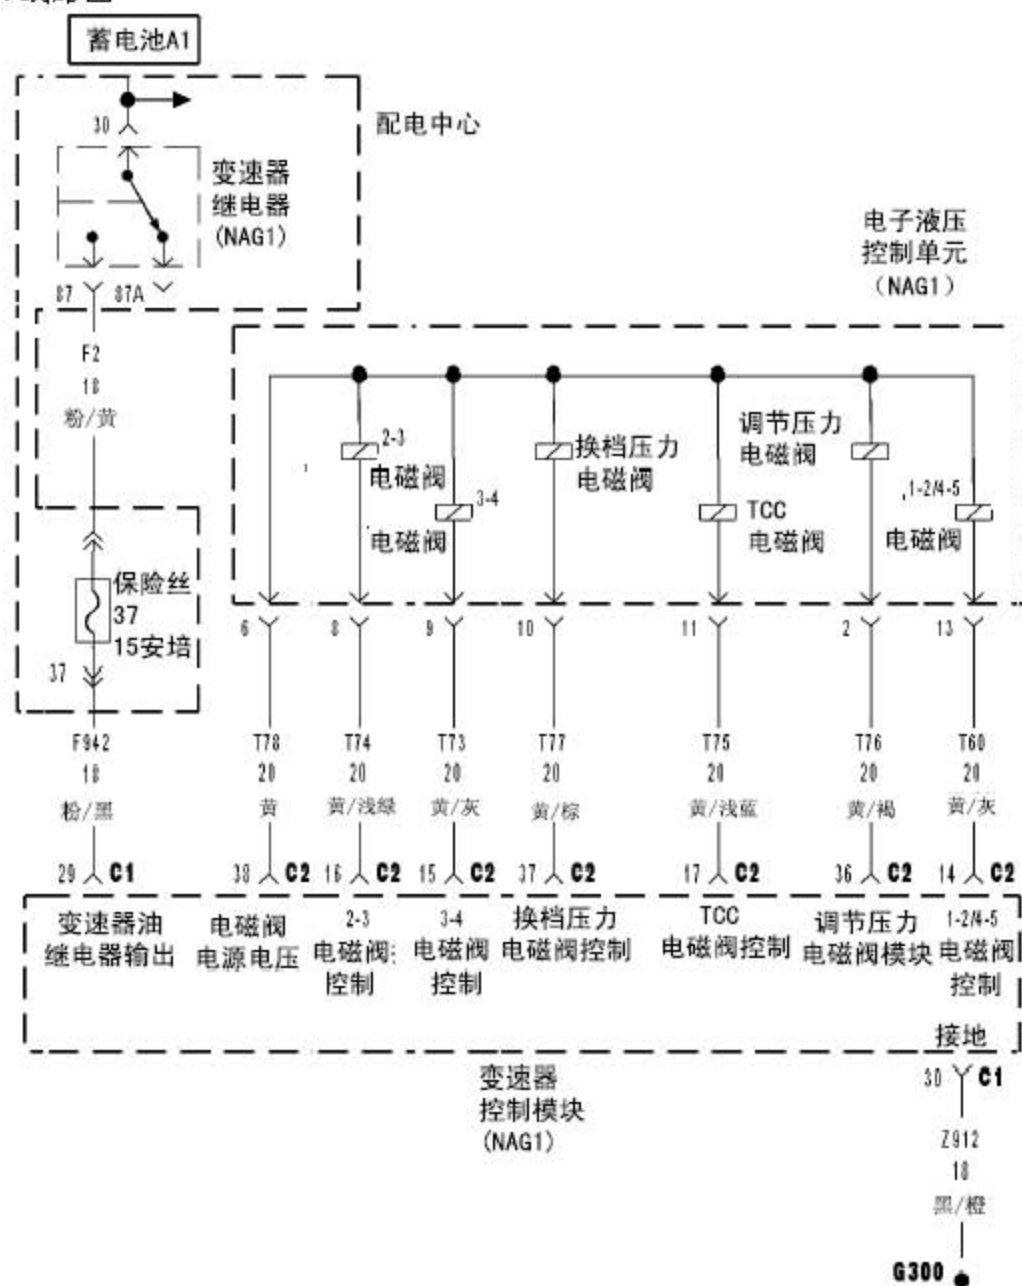 蓄电池A1
配电中心
30
变速器
继电器
(NAG1)
87
87A
电子液压
控制单元
(NAG1)
F2
18
粉/黄
2-3
电磁阀
3-4
电磁阀
换档压力
电磁阀
TCC
电磁阀
调节压力
电磁阀
1-2/4-5
电磁阀
保险丝
37
15安培
37
6 8 9 10 11 2 13
F942 T78 T74 T73 T77 T75 T76 T60
18 20 20 20 20 20 20 20
粉/黑 黄 黄/浅绿 黄/灰 黄/棕 黄/浅蓝 黄/褐 黄/灰
29 C1 38 C2 16 C2 15 C2 37 C2 17 C2 36 C2 14 C2
变速器油
继电器输出
电磁阀
电源电压
2-3
电磁阀
控制
3-4
电磁阀
控制
换档压力
电磁阀控制
TCC
电磁阀控制
调节压力
电磁阀模块
1-2/4-5
电磁阀
控制
接地
变速器
控制模块
(NAG1)
30 C1
Z912
18
黑/橙
G300